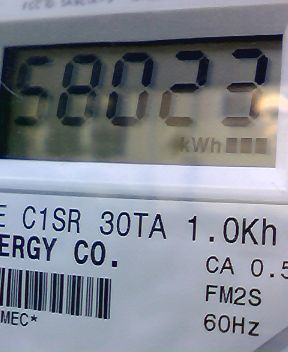 58023
kWh
E C1SR 30TA 1.0Kh
ERGY CO.
CA 0.5
FM2S
MEC*
60Hz